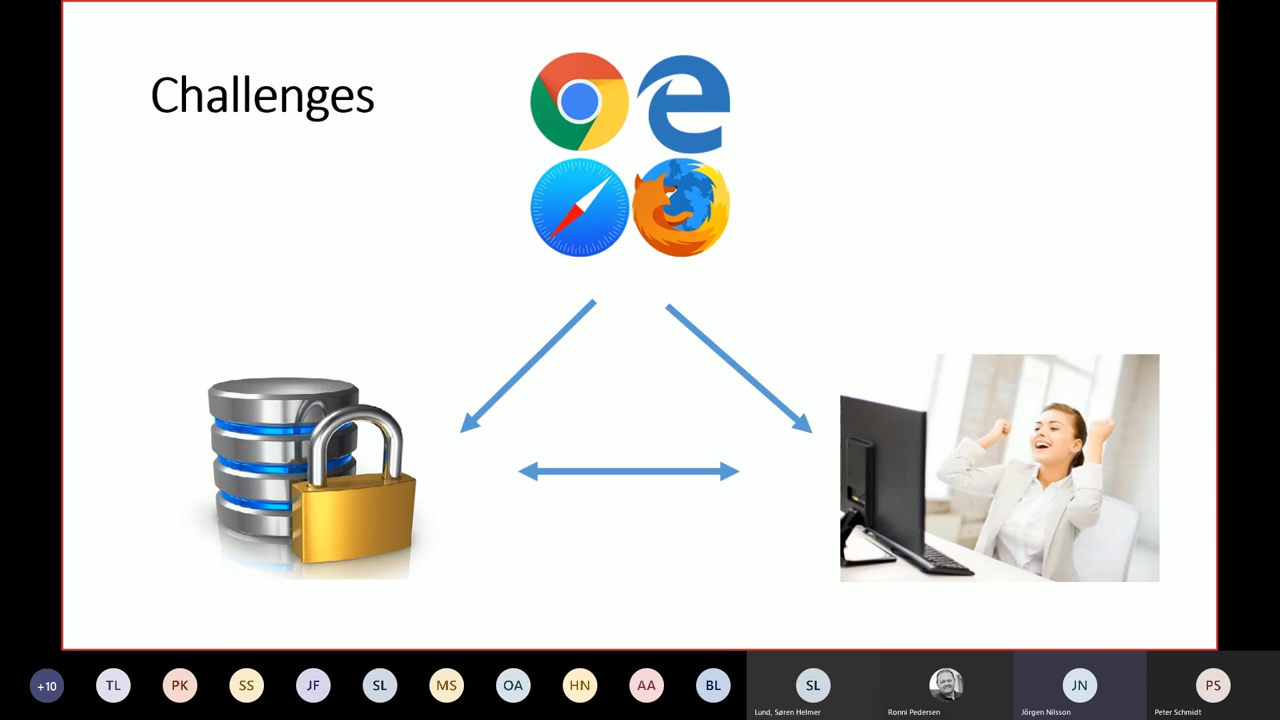 Challenges
+10
TL
PK
SS
JF
SL
MS
OA
HN
AA
BL
SL
JN
PS
Lund, Søren Helmer
Ronni Pedersen
Jörgen Nilsson
Peter Schmidt